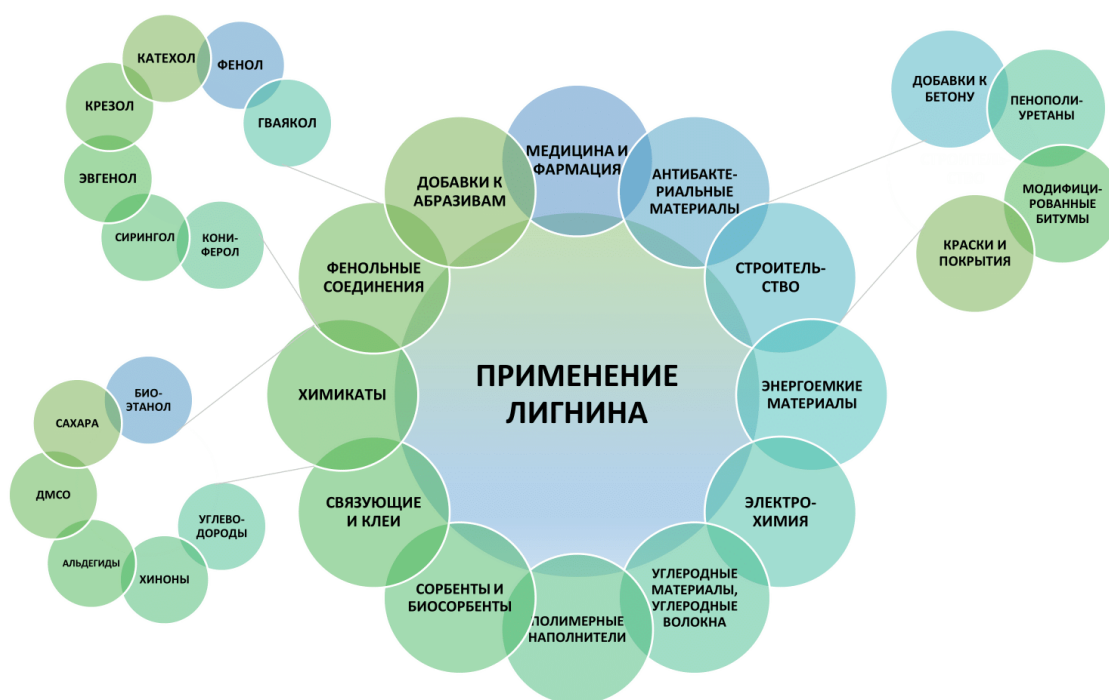 ПРИМЕНЕНИЕ
ЛИГНИНА
МЕДИЦИНА И
ФАРМАЦИЯ
АНТИБАКТЕ-
РИАЛЬНЫЕ
МАТЕРИАЛЫ
СТРОИТЕЛЬ-
СТВО
ЭНЕРГОЕМКИЕ
МАТЕРИАЛЫ
ЭЛЕКТРО-
ХИМИЯ
УГЛЕРОДНЫЕ
МАТЕРИАЛЫ,
УГЛЕРОДНЫЕ
ВОЛОКНА
ПОЛИМЕРНЫЕ
НАПОЛНИТЕЛИ
СОРБЕНТЫ И
БИОСОРБЕНТЫ
СВЯЗУЮЩИЕ
И КЛЕИ
ХИМИКАТЫ
ФЕНОЛЬНЫЕ
СОЕДИНЕНИЯ
ДОБАВКИ К
АБРАЗИВАМ
ГВАЯКОЛ
ФЕНОЛ
КАТЕХОЛ
КРЕЗОЛ
ЭВГЕНОЛ
СИРИНГОЛ
КОНИ-
ФЕРОЛ
БИО-
ЭТАНОЛ
САХАРА
ДМСО
АЛЬДЕГИДЫ
ХИНОНЫ
УГЛЕВО-
ДОРОДЫ
ДОБАВКИ К
БЕТОНУ
ПЕНОПОЛИ-
УРЕТАНЫ
МОДИФИЦИ-
РОВАННЫЕ
БИТУМЫ
КРАСКИ И
ПОКРЫТИЯ